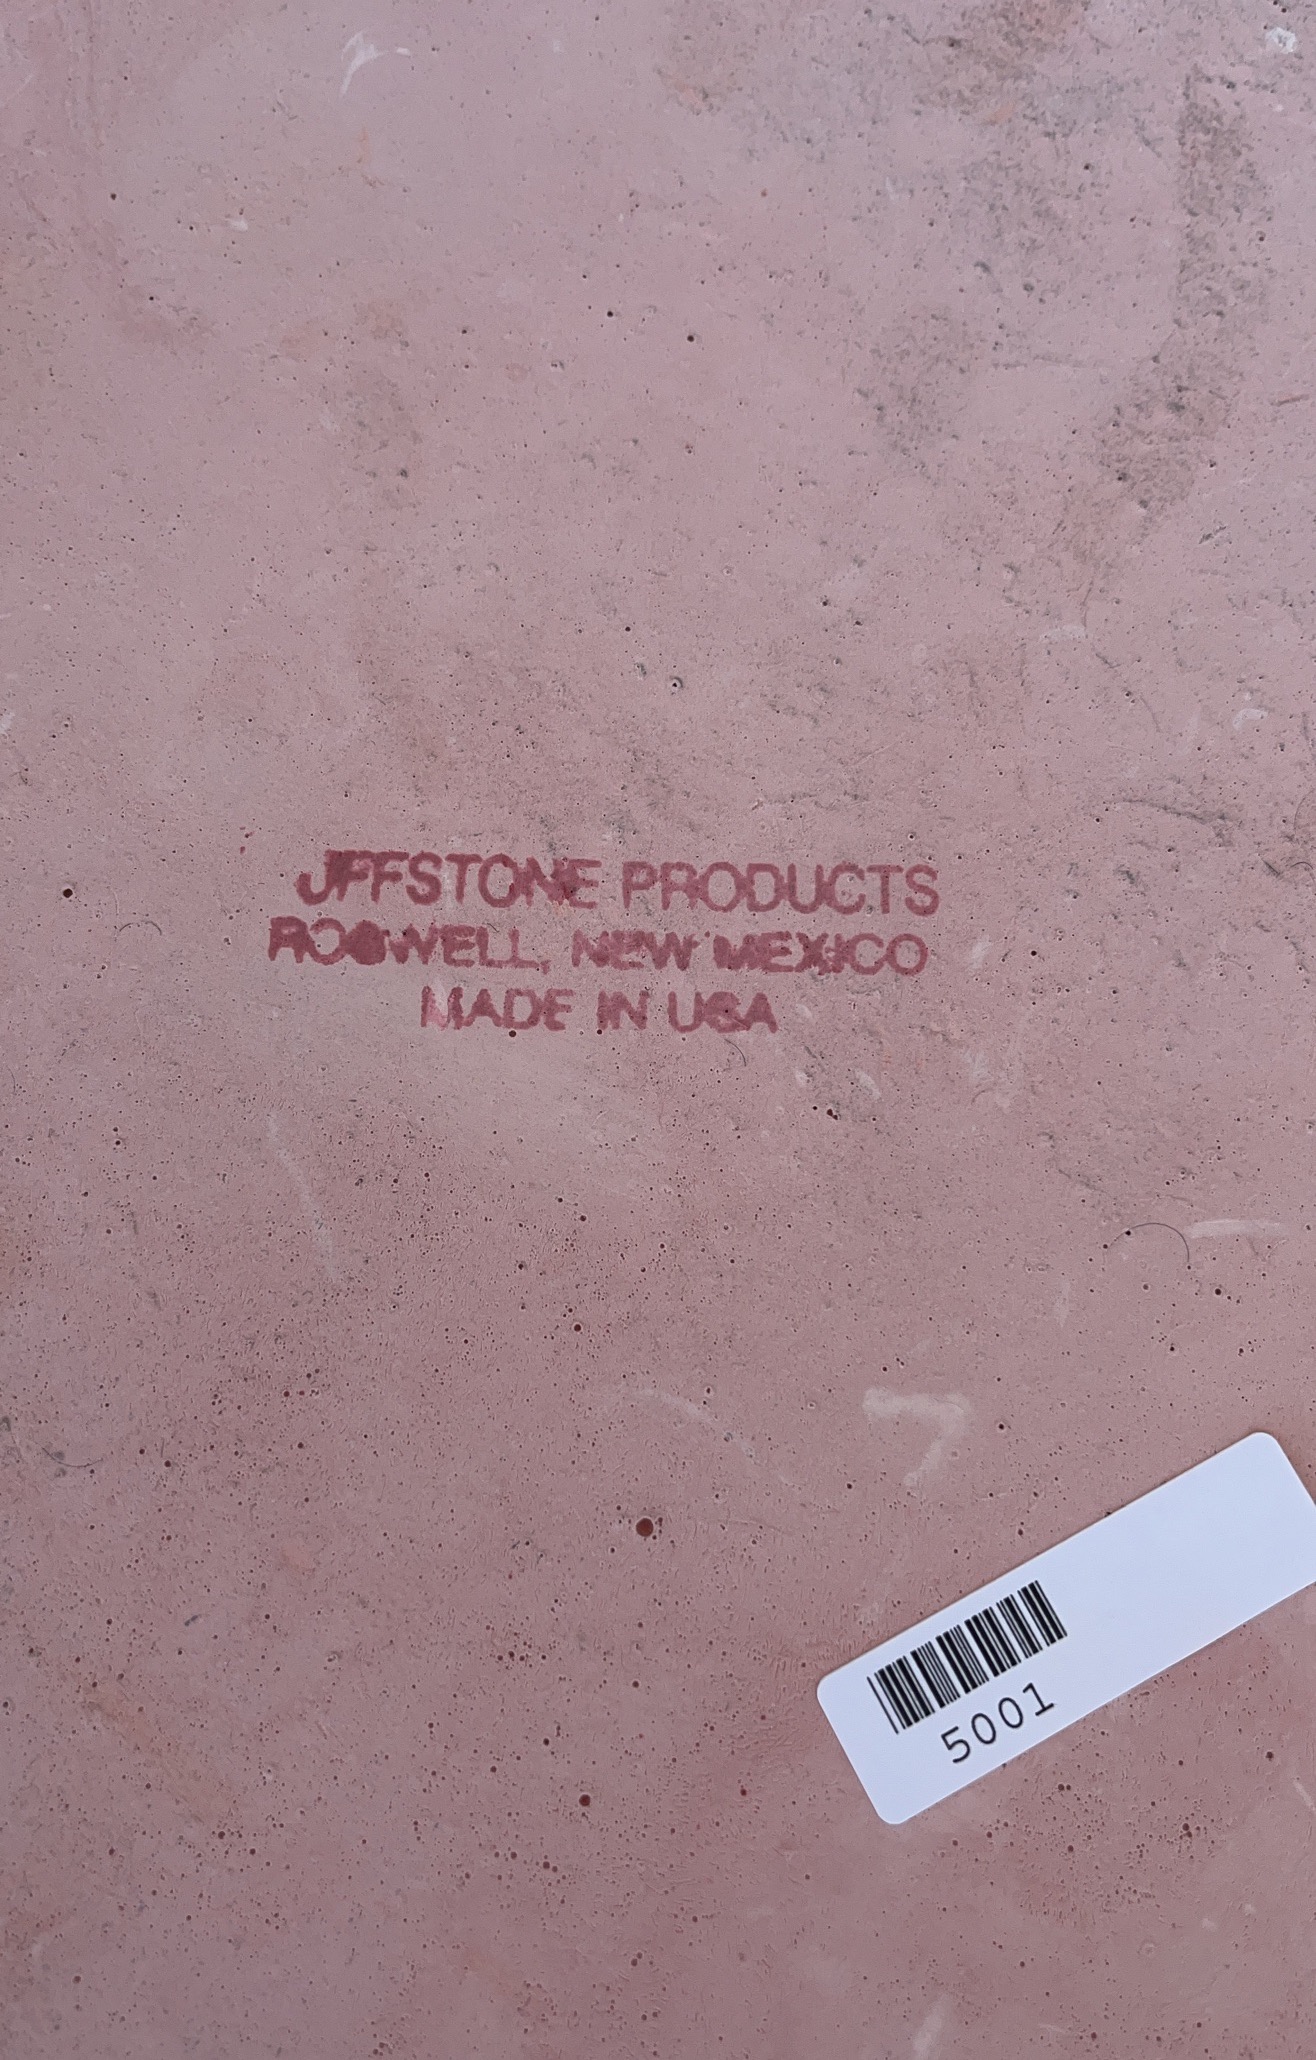 JFFSTONE PRODUCTS
ROSWELL, NEW MEXICO
MADE IN USA
5001